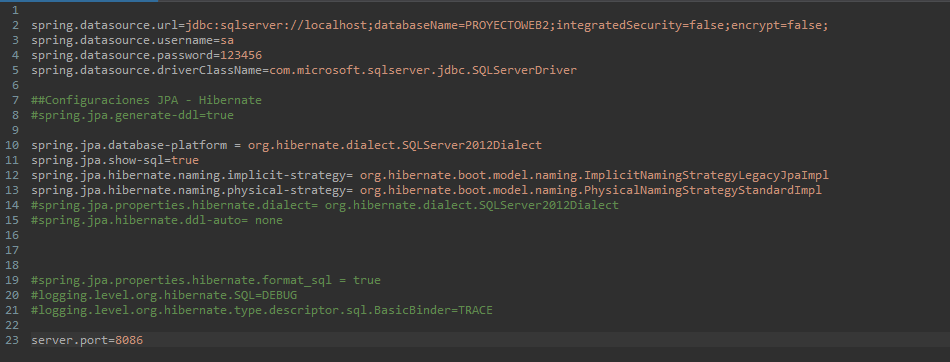 1
2 spring.datasource.url=jdbc:sqlserver://localhost;databaseName=PROYECTOWEB2;integratedSecurity=false;encrypt=false;
3 spring.datasource.username=sa
4 spring.datasource.password=123456
5 spring.datasource.driverClassName=com.microsoft.sqlserver.jdbc.SQLServerDriver
6
7 ##Configuraciones JPA - Hibernate
8 #spring.jpa.generate-ddl=true
9
10 spring.jpa.database-platform = org.hibernate.dialect.SQLServer2012Dialect
11 spring.jpa.show-sql=true
12 spring.jpa.hibernate.naming.implicit-strategy= org.hibernate.boot.model.naming.ImplicitNamingStrategyLegacyJpaImpl
13 spring.jpa.hibernate.naming.physical-strategy= org.hibernate.boot.model.naming.PhysicalNamingStrategyStandardImpl
14 #spring.jpa.properties.hibernate.dialect= org.hibernate.dialect.SQLServer2012Dialect
15 #spring.jpa.hibernate.ddl-auto= none
16
17
18
19 #spring.jpa.properties.hibernate.format_sql = true
20 #logging.level.org.hibernate.SQL=DEBUG
21 #logging.level.org.hibernate.type.descriptor.sql.BasicBinder=TRACE
22
23 server.port=8086